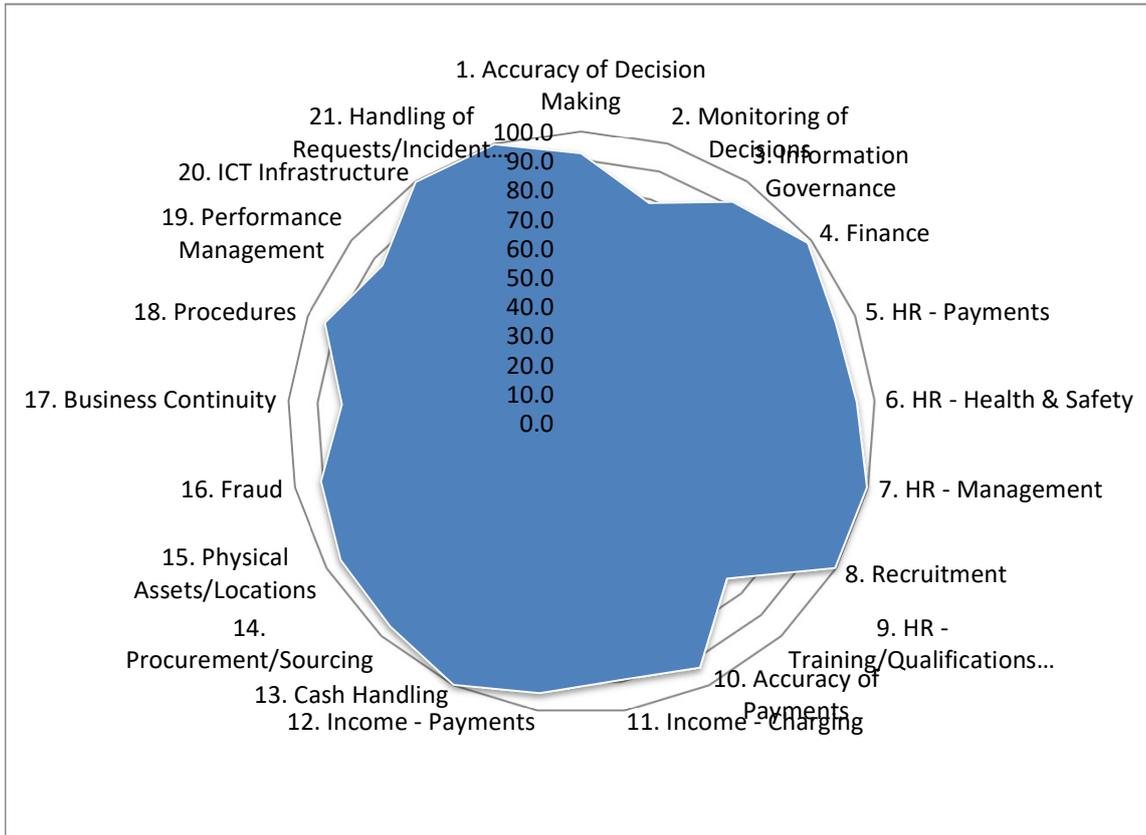 1. Accuracy of Decision
Making
2. Monitoring of
Decisions
3. Information
Governance
4. Finance
5. HR - Payments
6. HR - Health & Safety
7. HR - Management
8. Recruitment
9. HR -
Training/Qualifications...
10. Accuracy of
Payments
11. Income - Charging
12. Income - Payments
13. Cash Handling
14.
Procurement/Sourcing
15. Physical
Assets/Locations
16. Fraud
17. Business Continuity
18. Procedures
19. Performance
Management
20. ICT Infrastructure
21. Handling of
Requests/Incident...
100.0
90.0
80.0
70.0
60.0
50.0
40.0
30.0
20.0
10.0
0.0